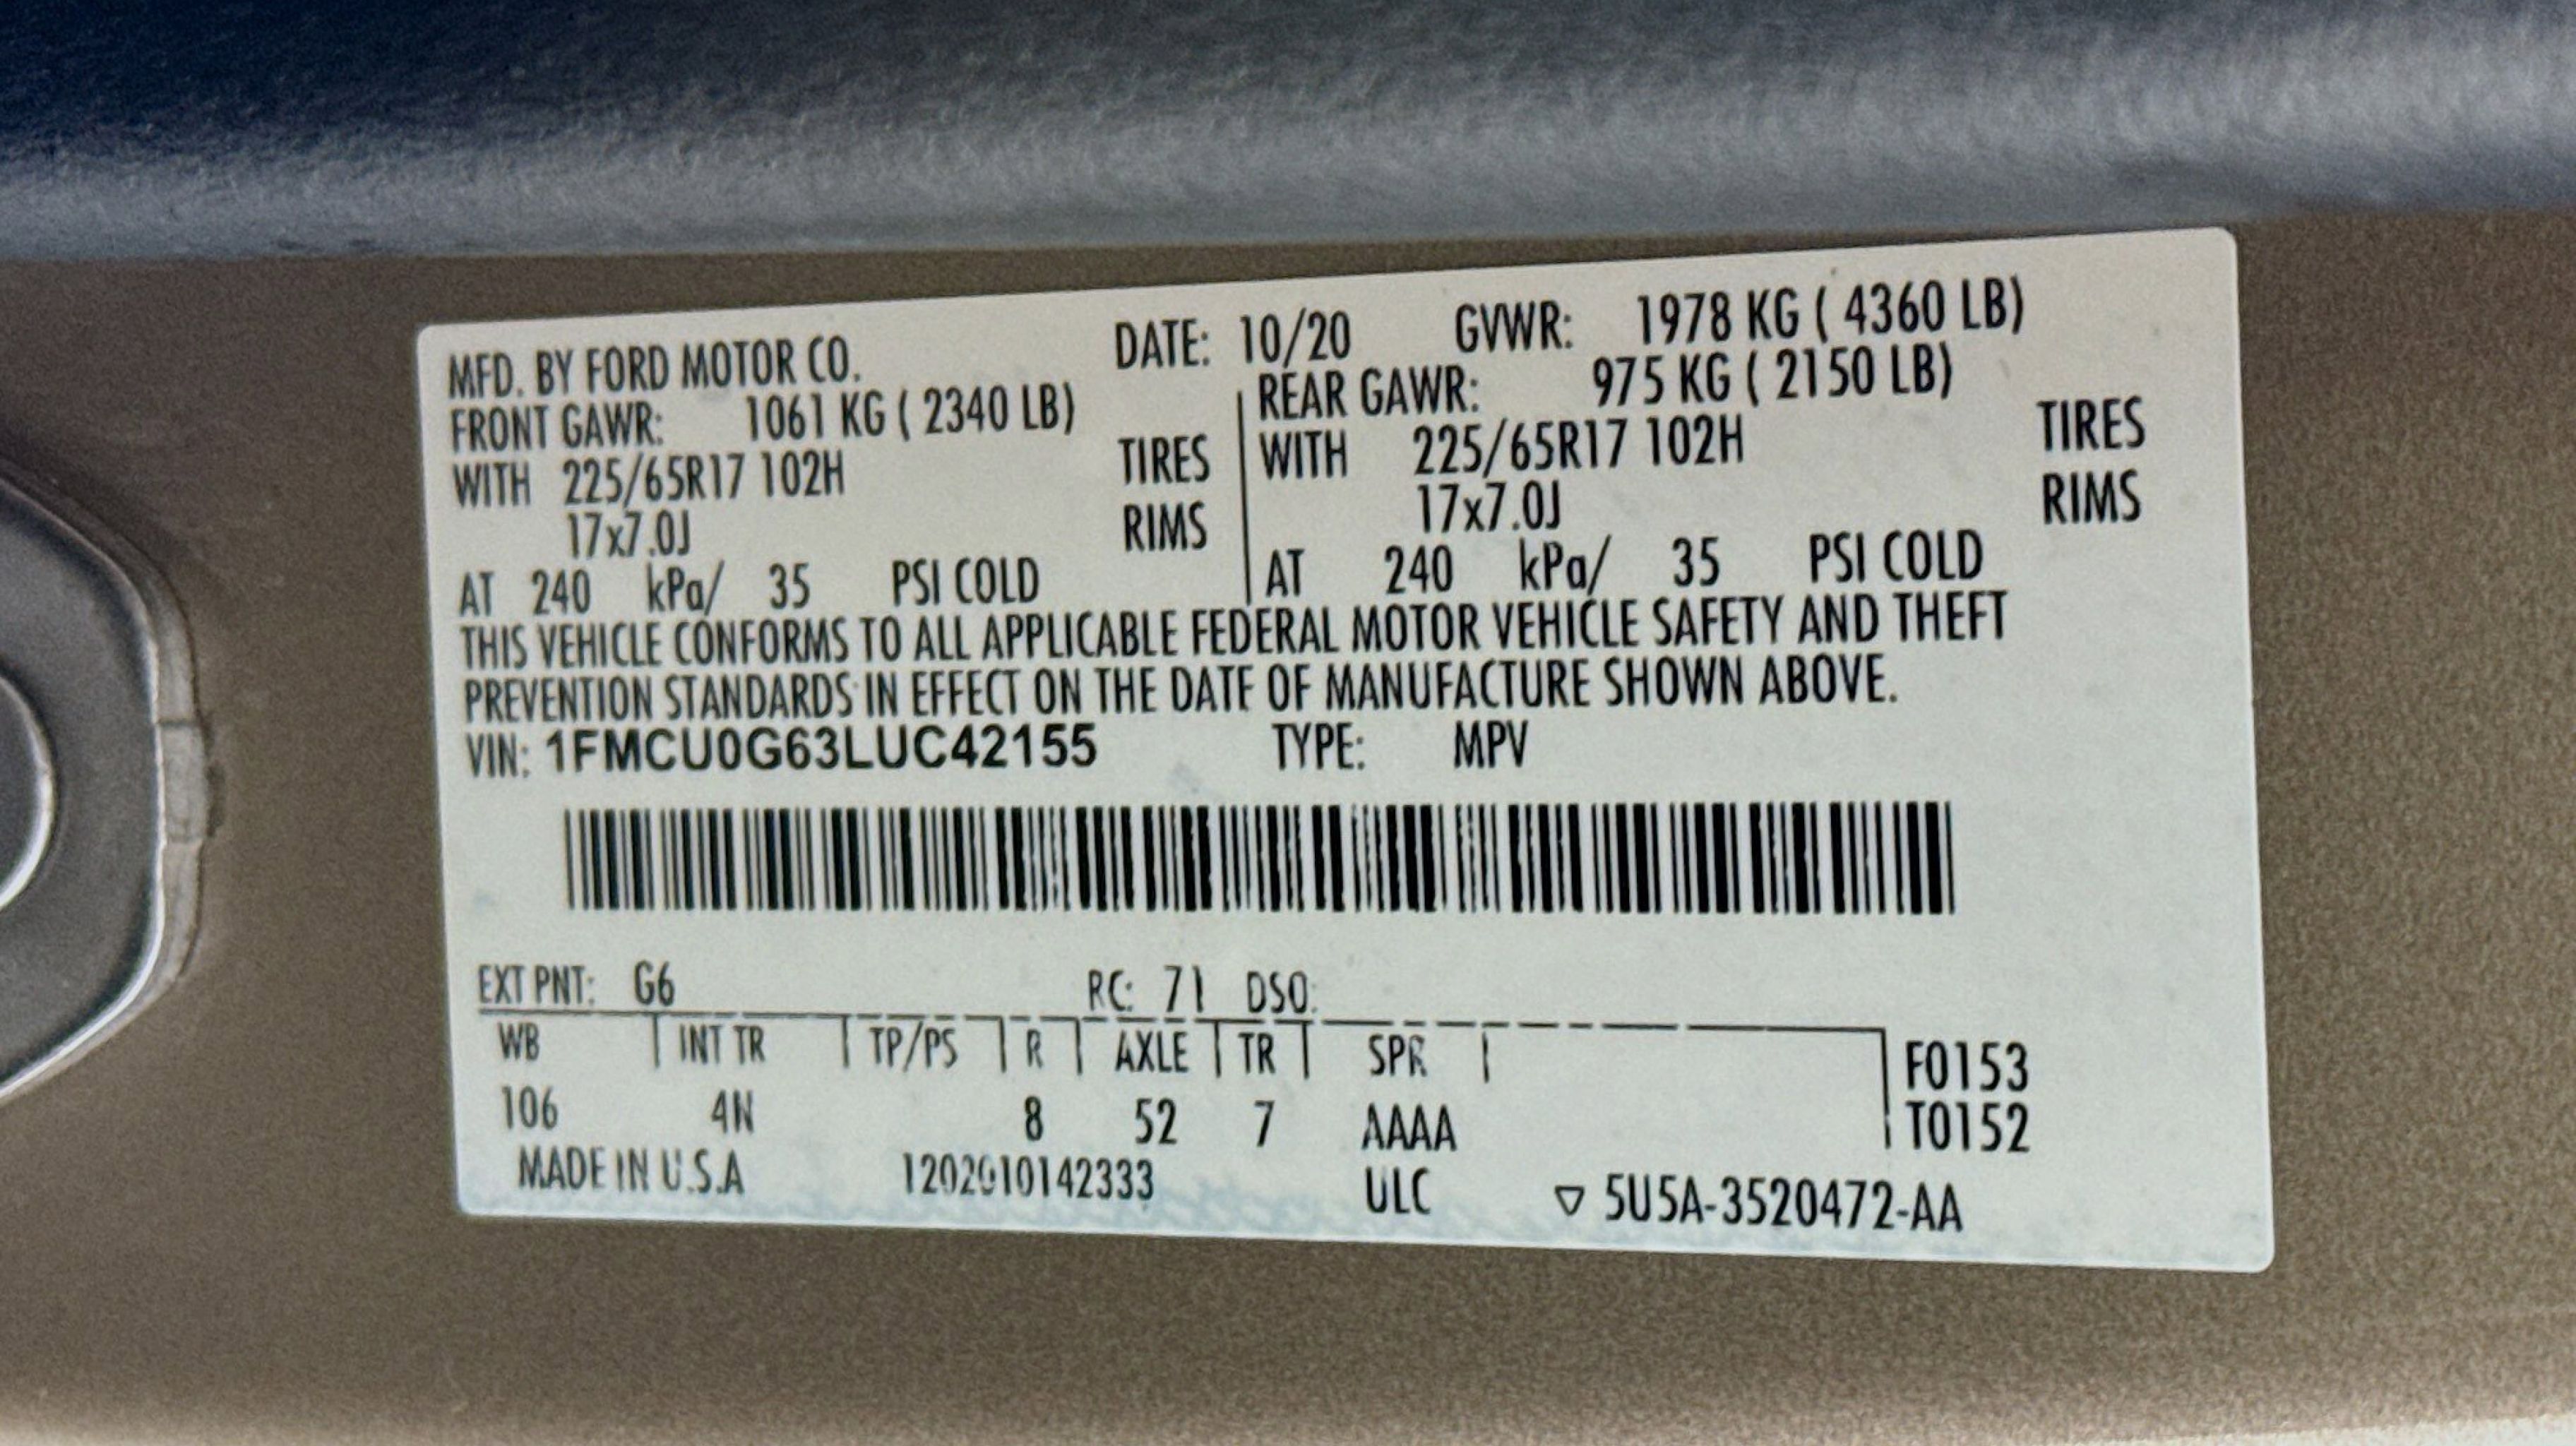 MFD. BY FORD MOTOR CO. DATE: 10/20 GVWR: 1978 KG ( 4360 LB)
FRONT GAWR: 1061 KG ( 2340 LB) REAR GAWR: 975 KG ( 2150 LB)
WITH 225/65R17 102H TIRES WITH 225/65R17 102H TIRES
17x7.0J RIMS 17x7.0J RIMS
AT 240 kPa/ 35 PSI COLD AT 240 kPa/ 35 PSI COLD
THIS VEHICLE CONFORMS TO ALL APPLICABLE FEDERAL MOTOR VEHICLE SAFETY AND THEFT
PREVENTION STANDARDS IN EFFECT ON THE DATE OF MANUFACTURE SHOWN ABOVE.
VIN: 1FMCU0G63LUC42155 TYPE: MPV
EXT PNT: G6 RC: 71 DSO:
WB INT TR TP/PS R AXLE TR SPR F0153
106 4N 8 52 7 AAAA T0152
MADE IN U.S.A 1202010142333 ULC ▽ 5U5A-3520472-AA